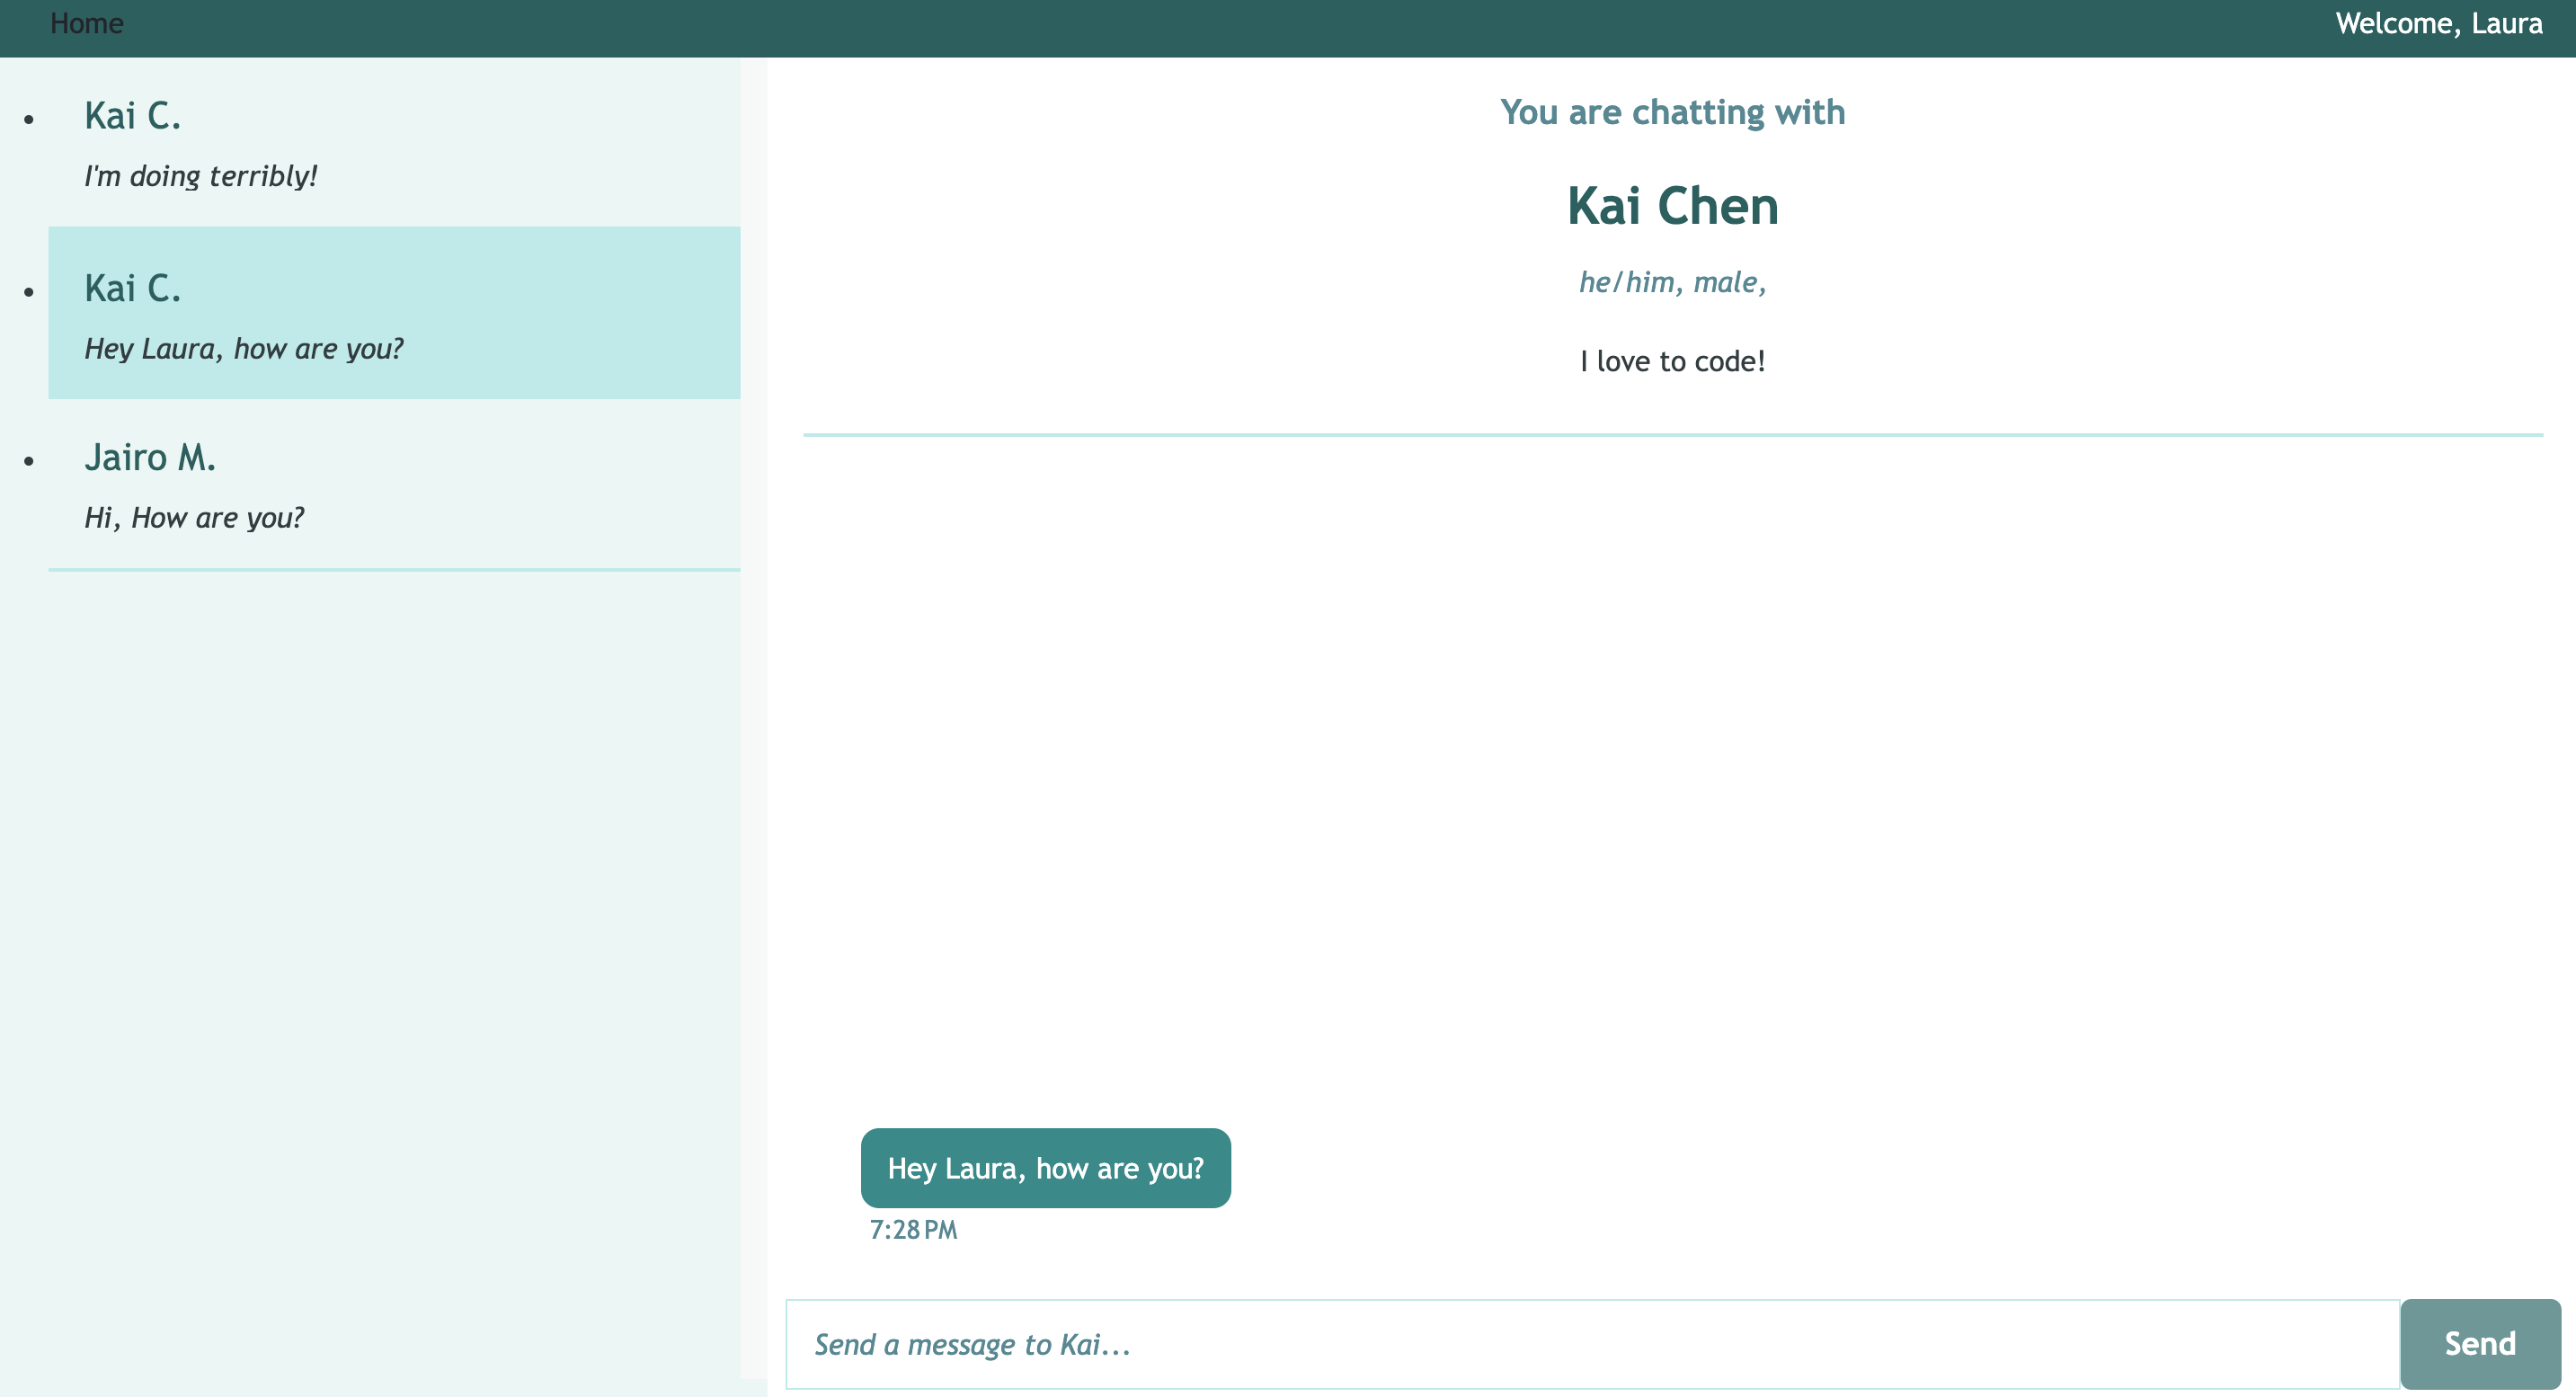 Home
Welcome, Laura
Kai C.
I'm doing terribly!
Kai C.
Hey Laura, how are you?
Jairo M.
Hi, How are you?
You are chatting with
Kai Chen
he/him, male,
I love to code!
Hey Laura, how are you?
7:28 PM
Send a message to Kai...
Send